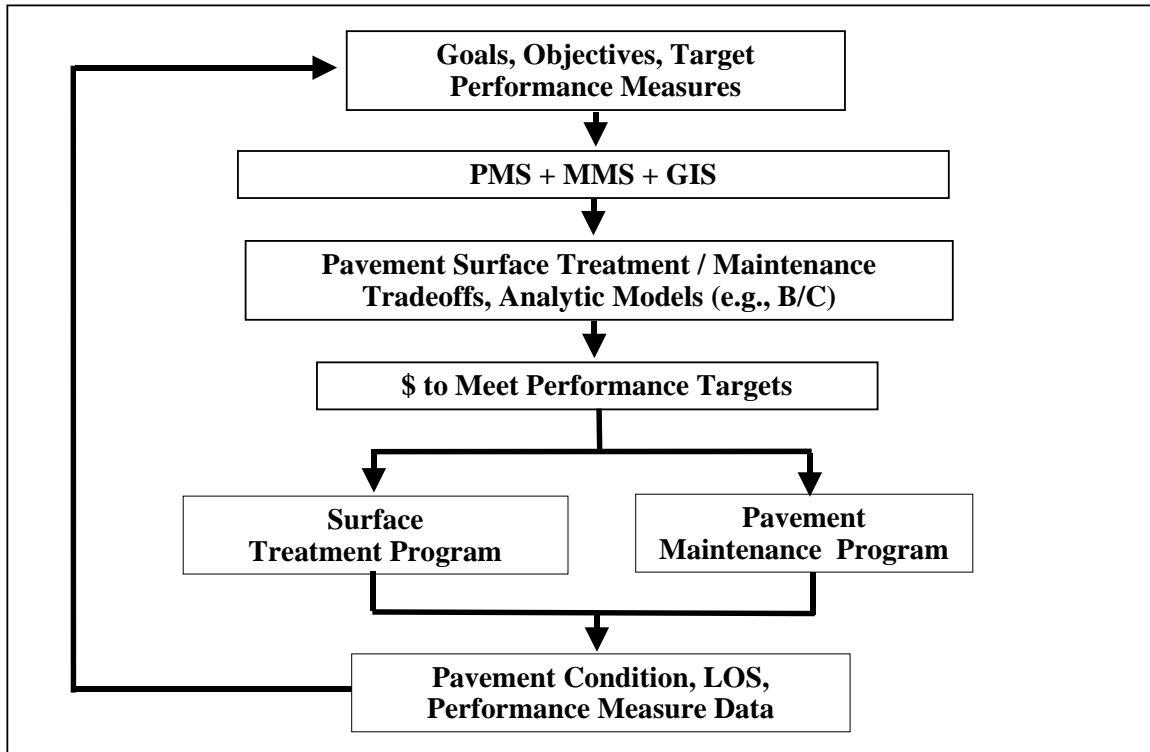 Goals, Objectives, Target
Performance Measures
PMS + MMS + GIS
Pavement Surface Treatment / Maintenance
Tradeoffs, Analytic Models (e.g., B/C)
$ to Meet Performance Targets
Surface
Treatment Program
Pavement
Maintenance Program
Pavement Condition, LOS,
Performance Measure Data